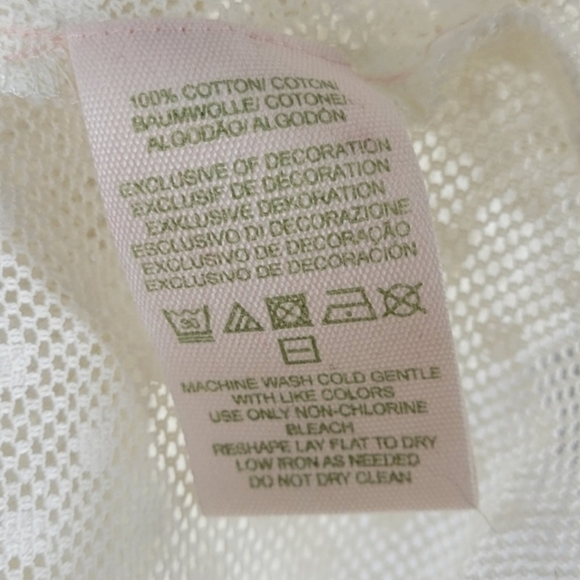 100% COTTON/ COTON/
BAUMWOLLE/ COTONE/
ALGODÃO/ ALGODÓN
EXCLUSIVE OF DECORATION
EXCLUSIF DE DÉCORATION
EXKLUSIVE DEKORATION
ESCLUSIVO DI DECORAZIONE
EXCLUSIVO DE DECORAÇÃO
EXCLUSIVO DE DECORACIÓN
30
MACHINE WASH COLD GENTLE
WITH LIKE COLORS
USE ONLY NON-CHLORINE
BLEACH
RESHAPE LAY FLAT TO DRY
LOW IRON AS NEEDED
DO NOT DRY CLEAN